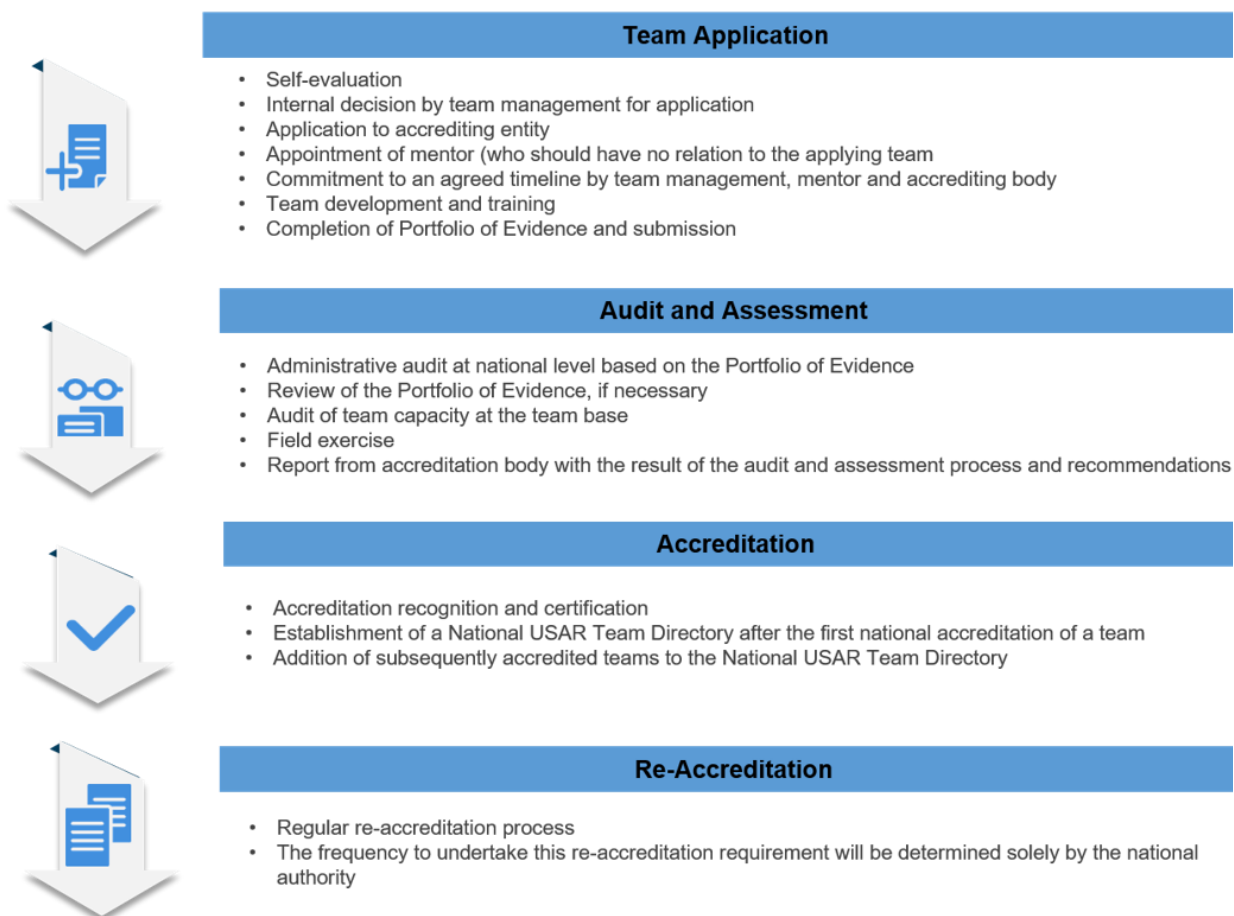 Team Application
• Self-evaluation
• Internal decision by team management for application
• Application to accrediting entity
• Appointment of mentor (who should have no relation to the applying team
• Commitment to an agreed timeline by team management, mentor and accrediting body
• Team development and training
• Completion of Portfolio of Evidence and submission
Audit and Assessment
• Administrative audit at national level based on the Portfolio of Evidence
• Review of the Portfolio of Evidence, if necessary
• Audit of team capacity at the team base
• Field exercise
• Report from accreditation body with the result of the audit and assessment process and recommendations
Accreditation
• Accreditation recognition and certification
• Establishment of a National USAR Team Directory after the first national accreditation of a team
• Addition of subsequently accredited teams to the National USAR Team Directory
Re-Accreditation
• Regular re-accreditation process
• The frequency to undertake this re-accreditation requirement will be determined solely by the national
authority